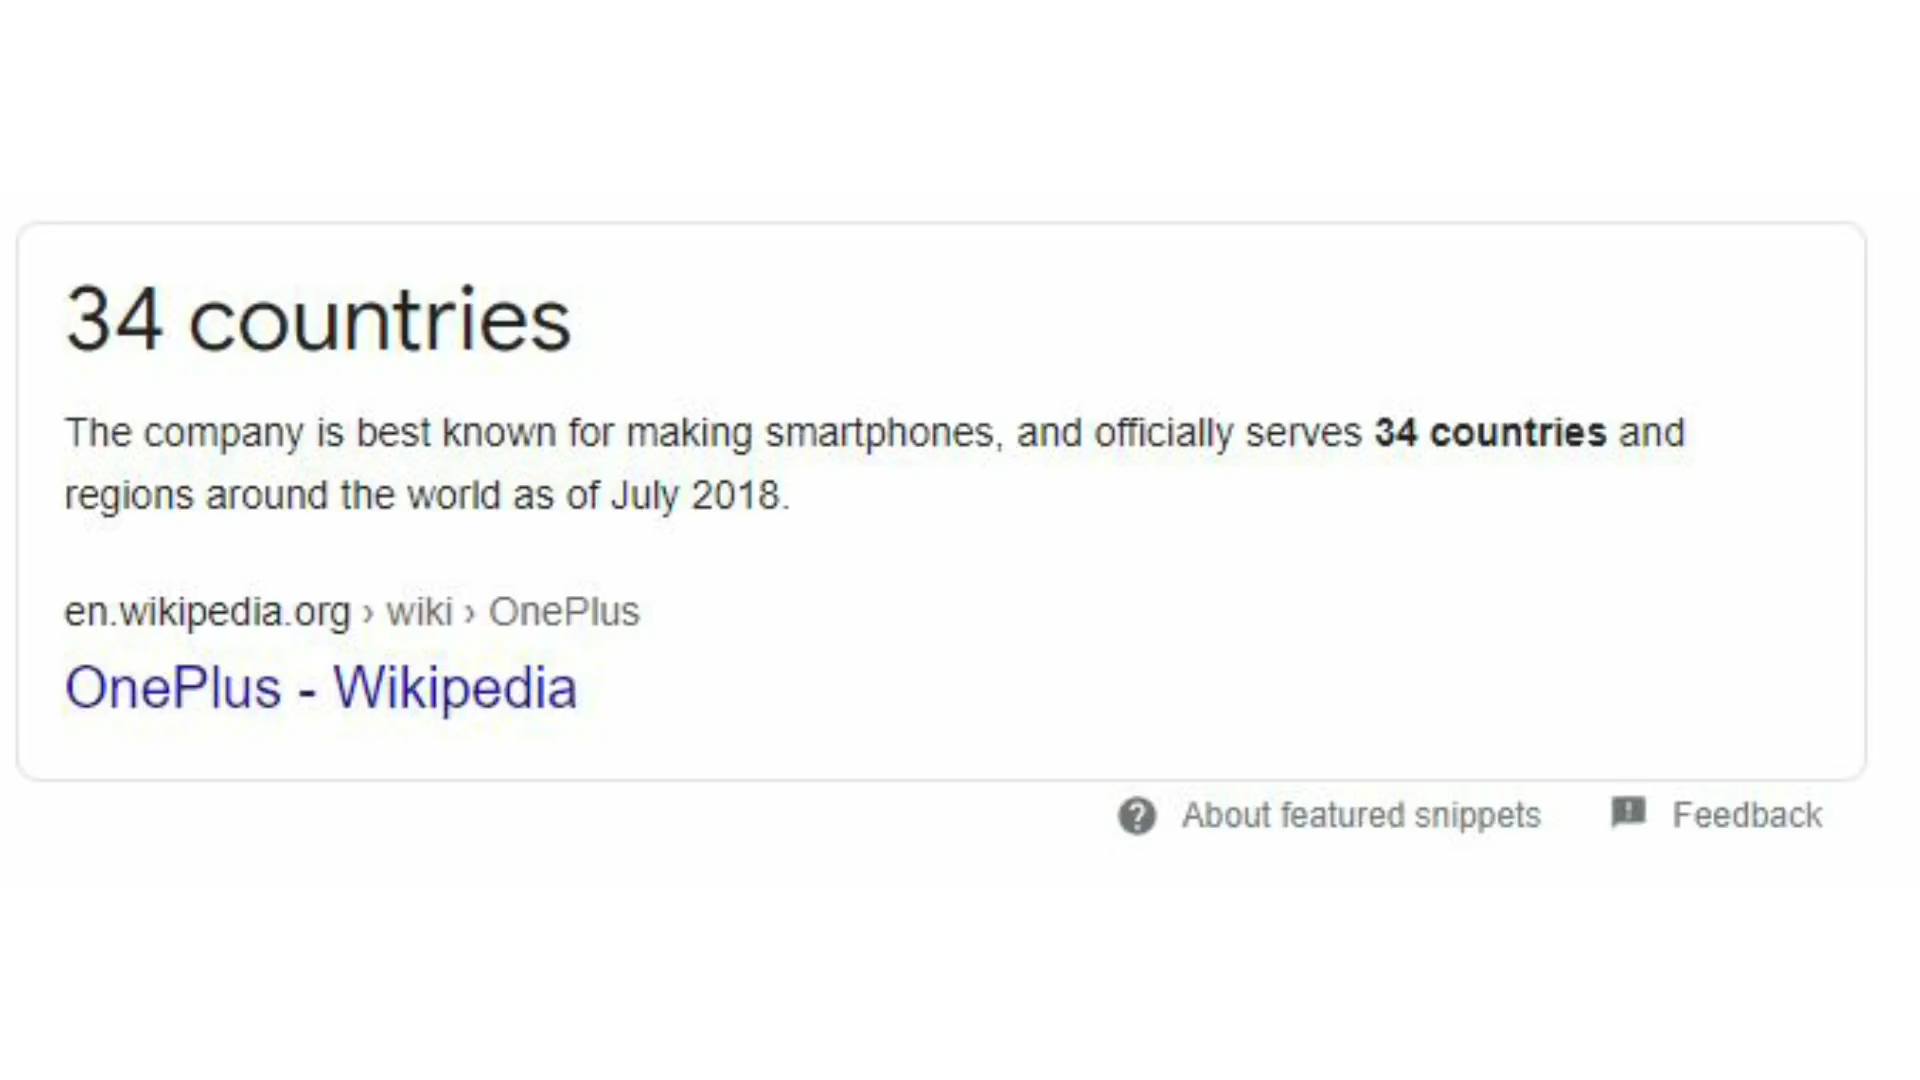 34 countries
The company is best known for making smartphones, and officially serves 34 countries and
regions around the world as of July 2018.
en.wikipedia.org › wiki › OnePlus
OnePlus - Wikipedia
About featured snippets Feedback